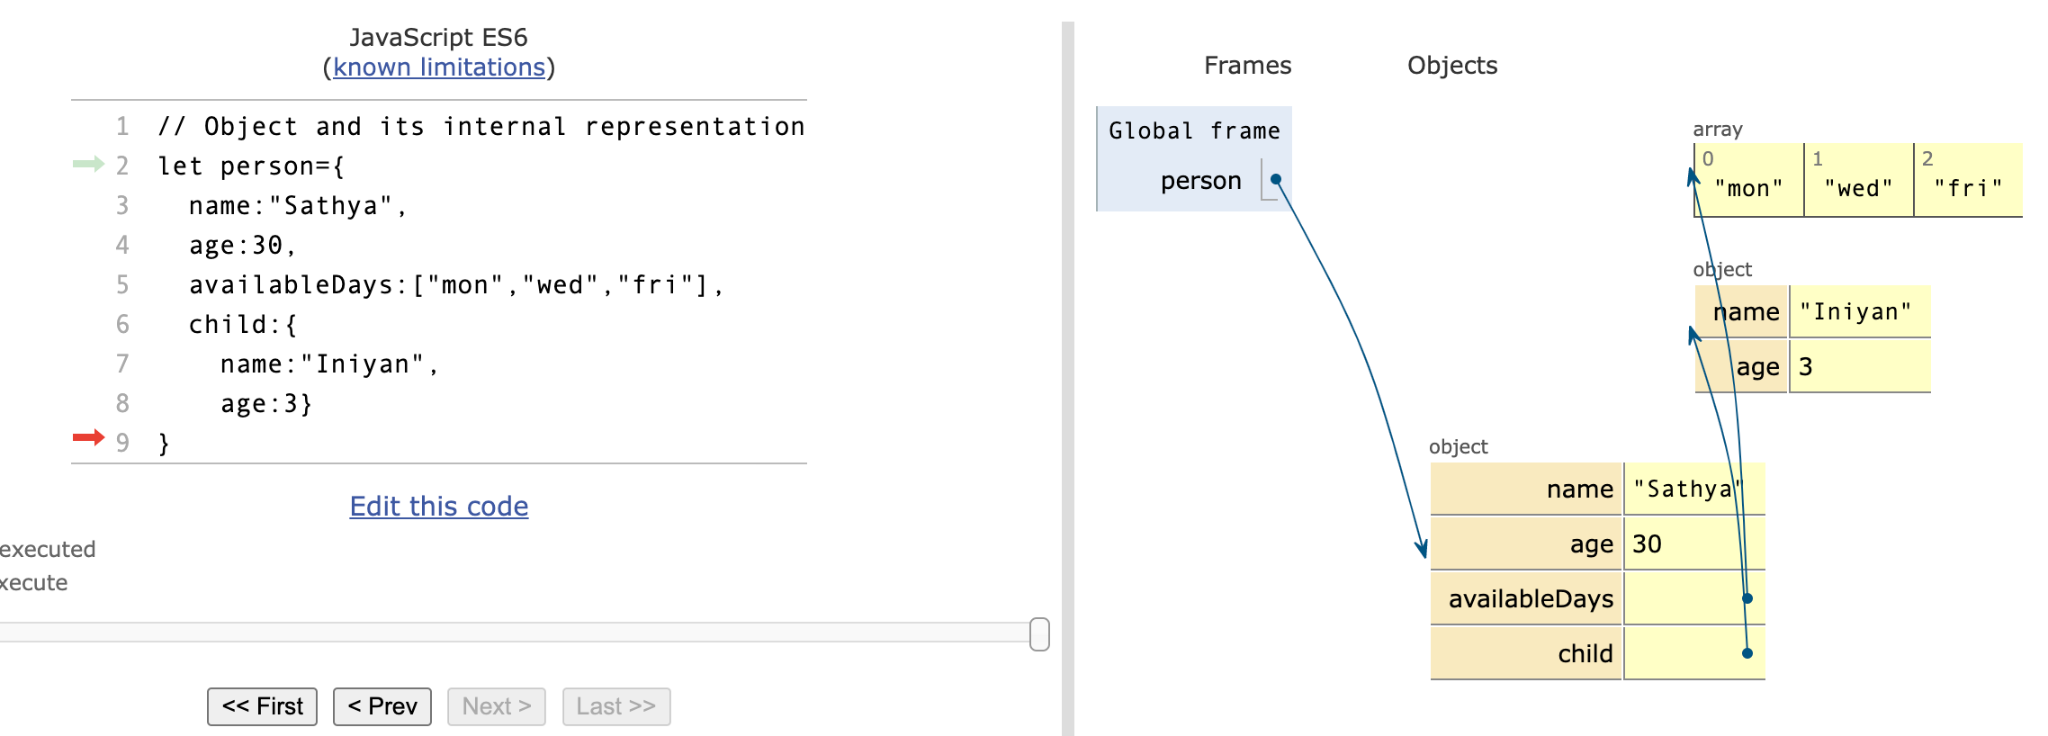 JavaScript ES6
(known limitations)
1 // Object and its internal representation
2 let person={
3 name:"Sathya",
4 age:30,
5 availableDays:["mon","wed","fri"],
6 child:{
7 name:"Iniyan",
8 age:3}
9 }
Edit this code
executed
xecute
<< First < Prev Next > Last >>
Frames Objects
Global frame
person
array
0 1 2
"mon" "wed" "fri"
object
name "Iniyan"
age 3
object
name "Sathya"
age 30
availableDays
child